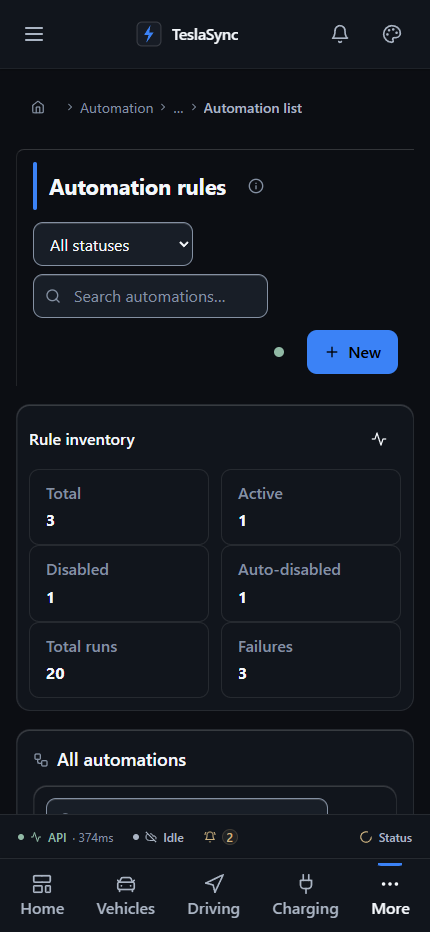 TeslaSync
Automation ... Automation list
Automation rules
All statuses
Search automations...
+ New
Rule inventory
Total
3
Active
1
Disabled
1
Auto-disabled
1
Total runs
20
Failures
3
All automations
API · 374ms Idle 2 Status
Home Vehicles Driving Charging More